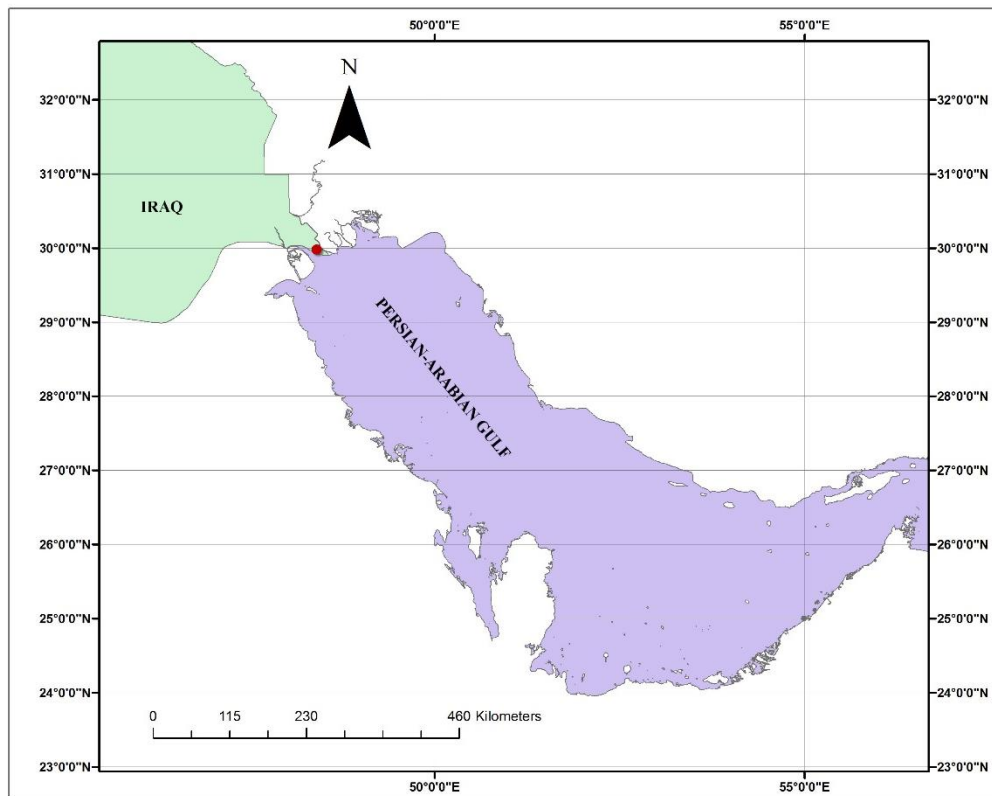 50°0'0"E 55°0'0"E
N
32°0'0"N 32°0'0"N
31°0'0"N 31°0'0"N
IRAQ
30°0'0"N 30°0'0"N
29°0'0"N 29°0'0"N
PERSIAN-ARABIAN GULF
28°0'0"N 28°0'0"N
27°0'0"N 27°0'0"N
26°0'0"N 26°0'0"N
25°0'0"N 25°0'0"N
24°0'0"N 24°0'0"N
0 115 230 460 Kilometers
23°0'0"N 23°0'0"N
50°0'0"E 55°0'0"E